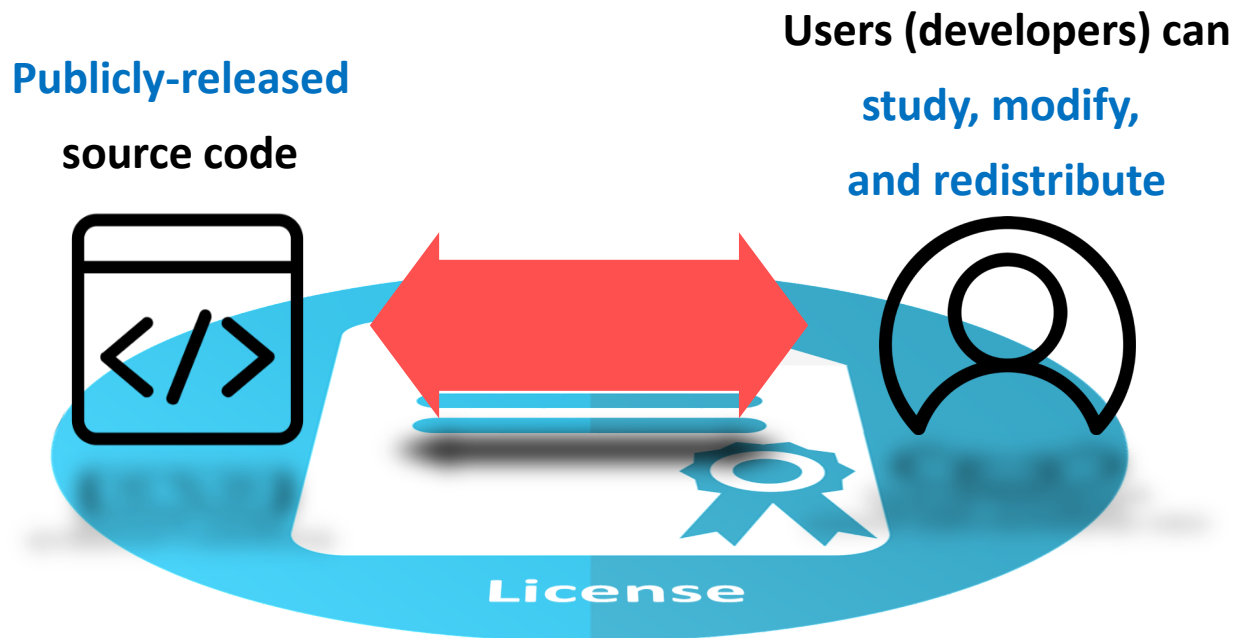 Publicly-released
source code
Users (developers) can
study, modify,
and redistribute
</>
License